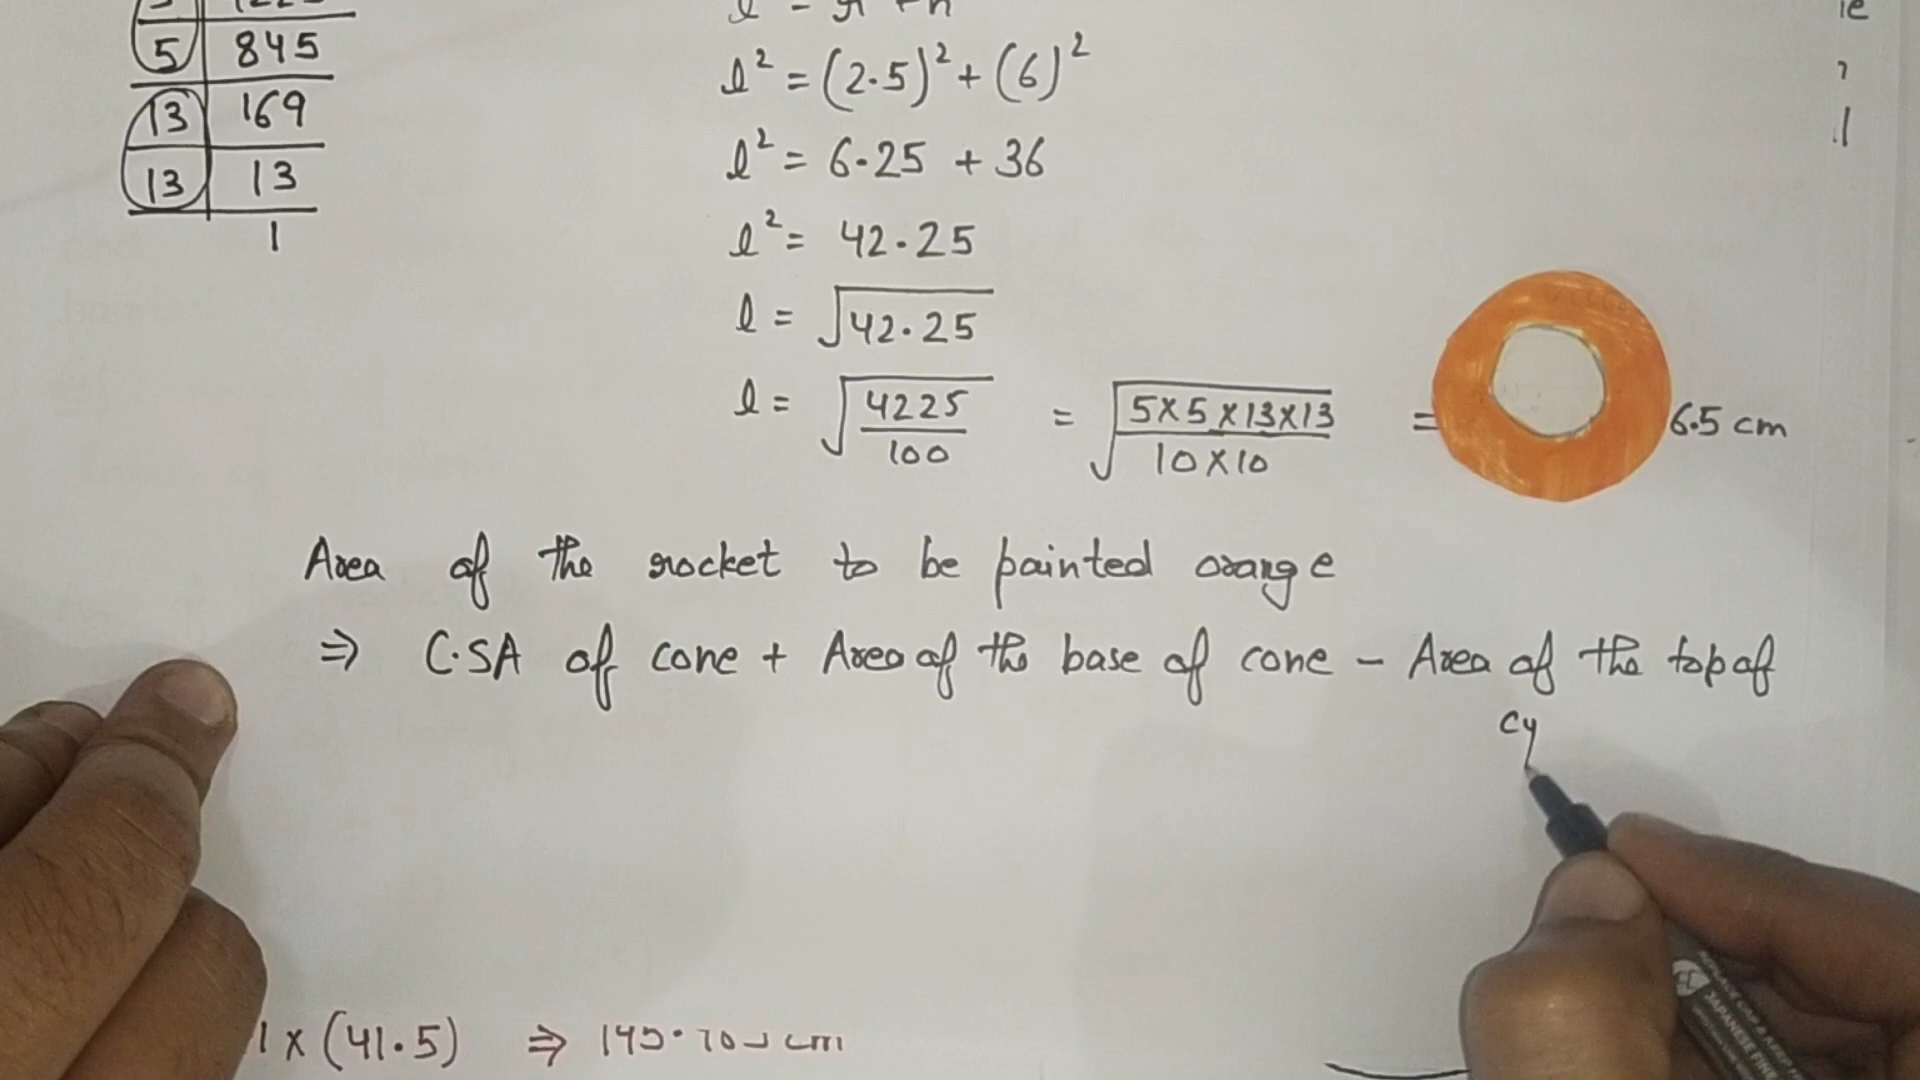 5 845
13 169
13 13
1
l² = (2.5)² + (6)²
l² = 6.25 + 36
l² = 42.25
l = √42.25
l = √4225/100 = √5×5×13×13/10×10 =
6.5 cm
Area of the rocket to be painted orange
⇒ C.SA of cone + Area of the base of cone − Area of the top of
cy
1 × (41.5) ⇒